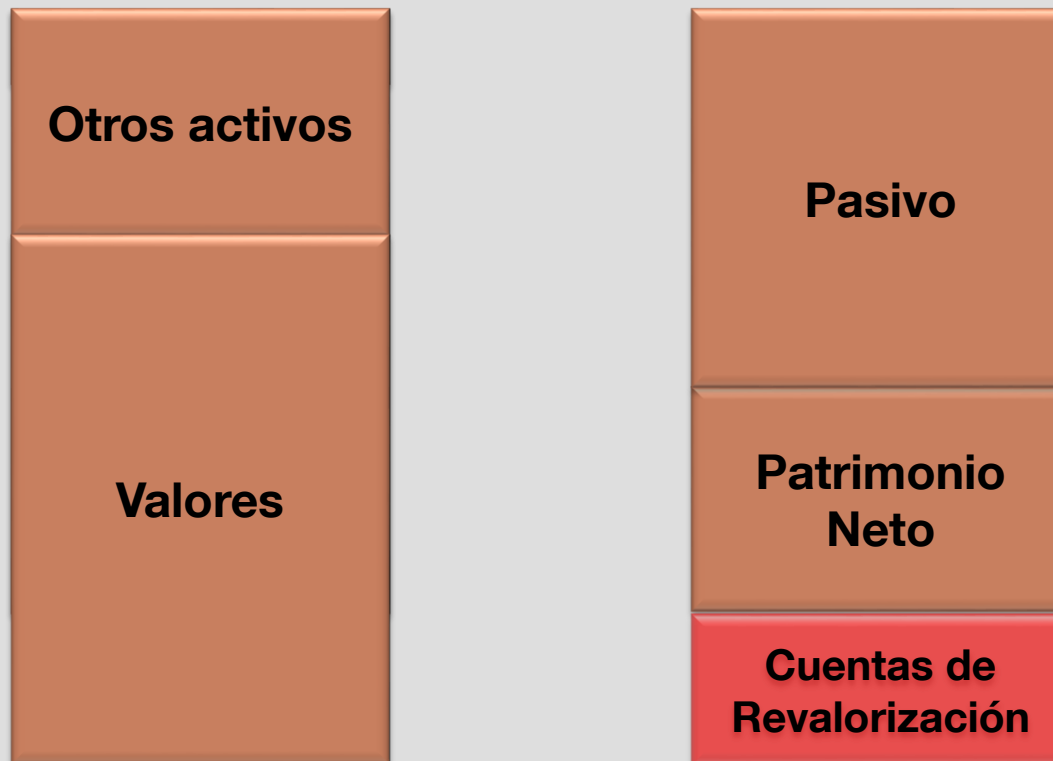 Otros activos
Valores
Pasivo
Patrimonio
Neto
Cuentas de
Revalorización